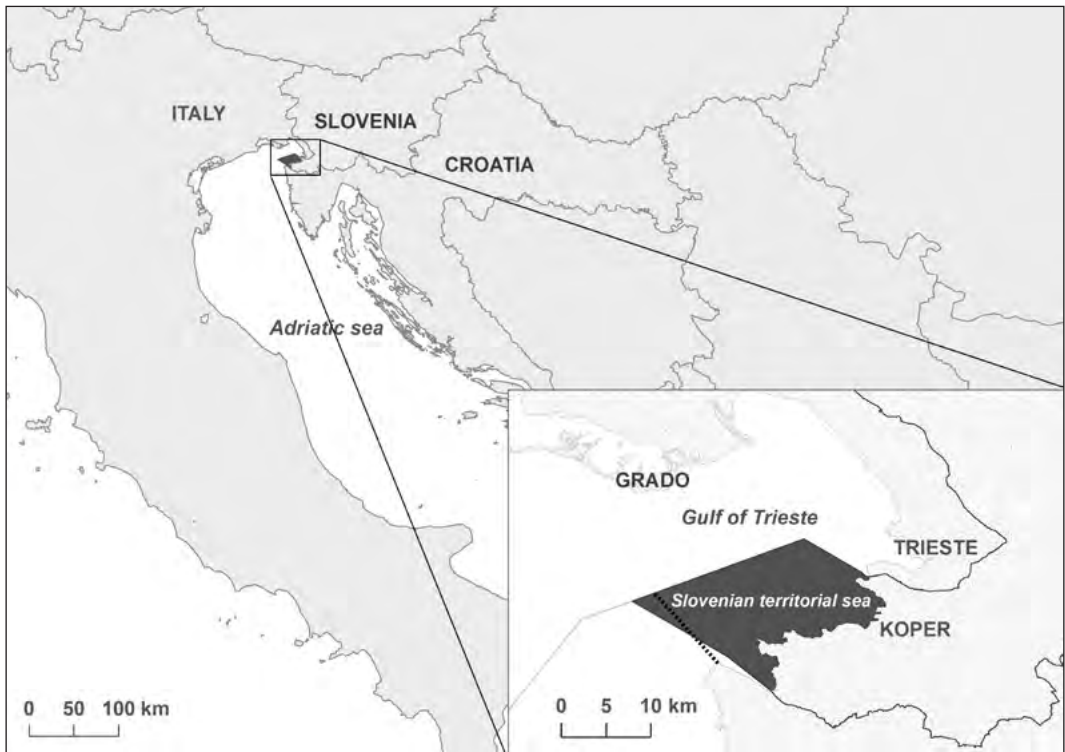 ITALY
SLOVENIA
CROATIA
Adriatic sea
GRADO
Gulf of Trieste
TRIESTE
Slovenian territorial sea
KOPER
0 50 100 km
0 5 10 km